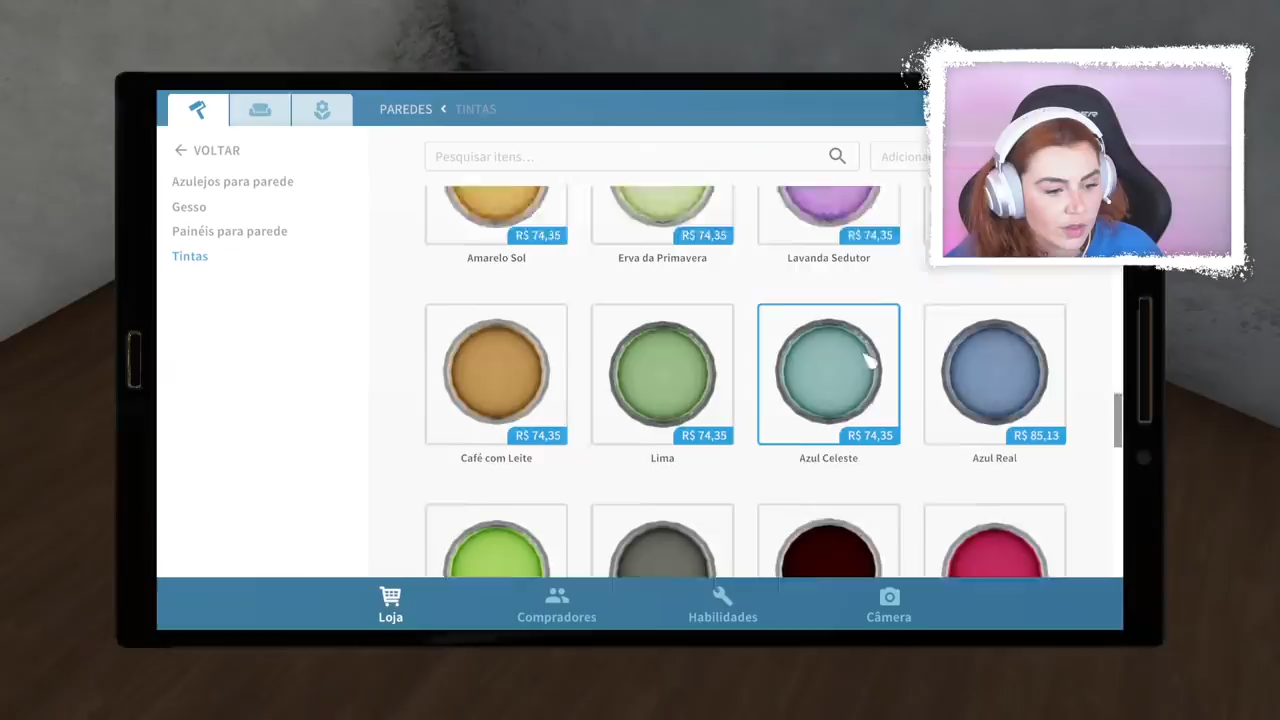 PAREDES < TINTAS
VOLTAR
Azulejos para parede
Gesso
Painéis para parede
Tintas
Pesquisar itens...
R$ 74,35
R$ 74,35
R$ 74,35
Amarelo Sol
Erva da Primavera
Lavanda Sedutor
R$ 74,35
R$ 74,35
R$ 74,35
R$ 85,13
Café com Leite
Lima
Azul Celeste
Azul Real
Loja
Compradores
Habilidades
Câmera